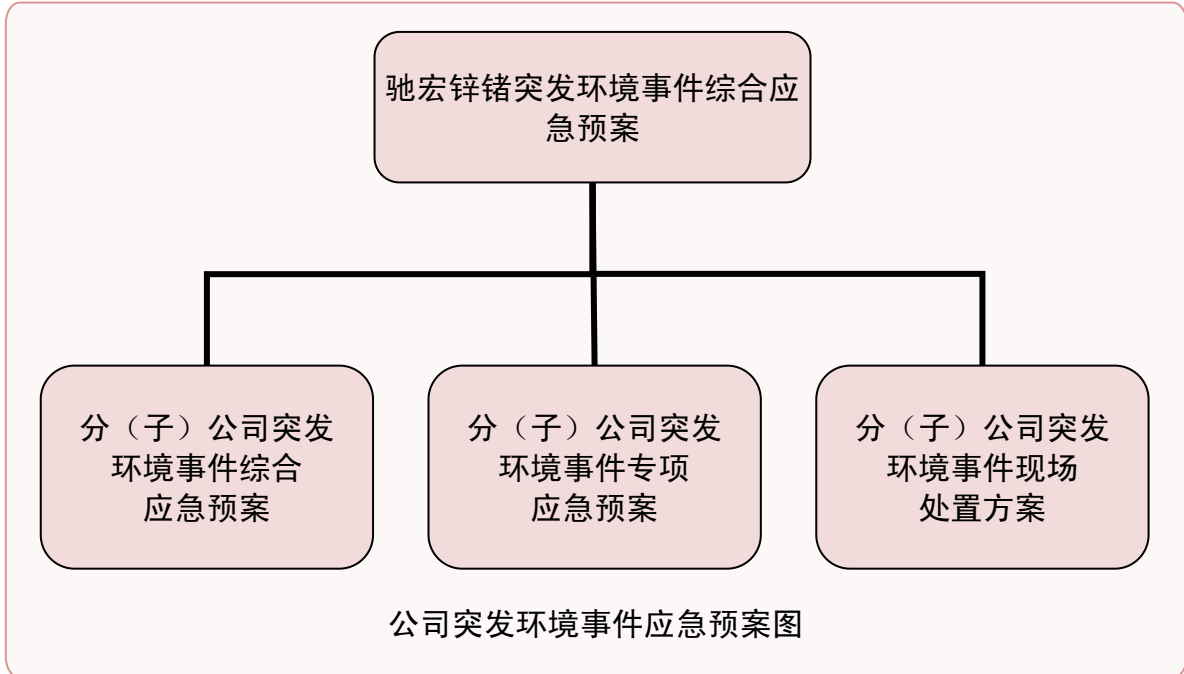 驰宏锌锗突发环境事件综合应
急预案
分（子）公司突发
环境事件综合
应急预案
分（子）公司突发
环境事件专项
应急预案
分（子）公司突发
环境事件现场
处置方案
公司突发环境事件应急预案图